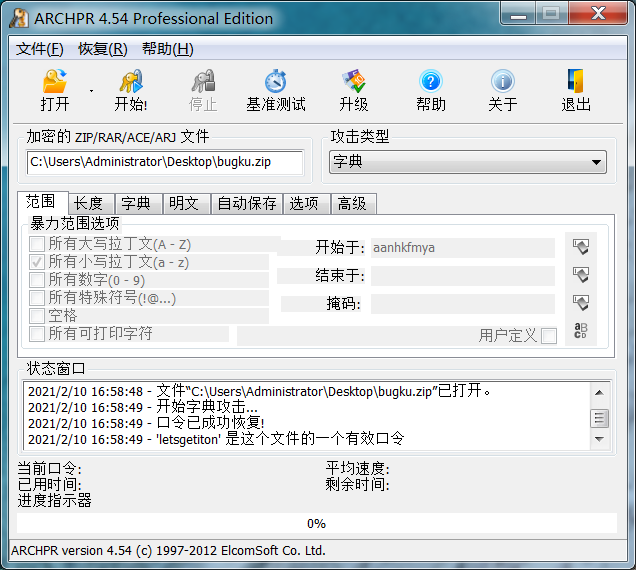 ARCHPR 4.54 Professional Edition
文件(F) 恢复(R) 帮助(H)
打开 开始! 停止 基准测试 升级 帮助 关于 退出
加密的 ZIP/RAR/ACE/ARJ 文件 攻击类型
C:\Users\Administrator\Desktop\bugku.zip 字典
范围 长度 字典 明文 自动保存 选项 高级
暴力范围选项
所有大写拉丁文(A - Z) 开始于: aanhkfmya
所有小写拉丁文(a - z)
所有数字(0 - 9) 结束于:
所有特殊符号(!@...) 掩码:
空格
所有可打印字符 用户定义
状态窗口
2021/2/10 16:58:48 - 文件“C:\Users\Administrator\Desktop\bugku.zip”已打开。
2021/2/10 16:58:49 - 开始字典攻击...
2021/2/10 16:58:49 - 口令已成功恢复!
2021/2/10 16:58:49 - 'letsgetiton' 是这个文件的一个有效口令
当前口令: 平均速度:
已用时间: 剩余时间:
进度指示器
0%
ARCHPR version 4.54 (c) 1997-2012 ElcomSoft Co. Ltd.